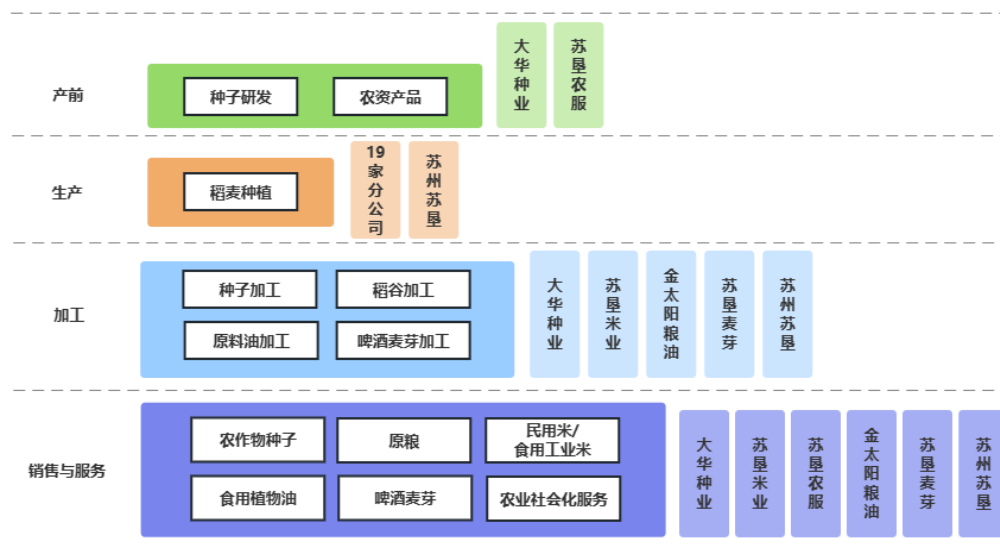 产前
种子研发
农资产品
大华种业
苏垦农服
生产
稻麦种植
19家分公司
苏州苏垦
加工
种子加工
稻谷加工
原料油加工
啤酒麦芽加工
大华种业
苏垦米业
金太阳粮油
苏垦麦芽
苏州苏垦
销售与服务
农作物种子
原粮
民用米/
食用工业米
食用植物油
啤酒麦芽
农业社会化服务
大华种业
苏垦米业
苏垦农服
金太阳粮油
苏垦麦芽
苏州苏垦